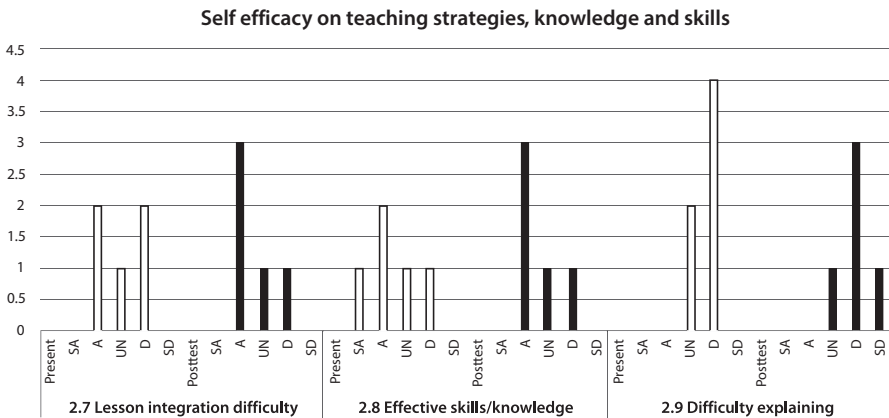 Self efficacy on teaching strategies, knowledge and skills
4.5
4
3.5
3
2.5
2
1.5
1
0.5
0
Present
SA
A
UN
D
SD
Posttest
SA
A
UN
D
SD
Present
SA
A
UN
D
SD
Posttest
SA
A
UN
D
SD
Present
SA
A
UN
D
SD
Posttest
SA
A
UN
D
SD
2.7 Lesson integration difficulty
2.8 Effective skills/knowledge
2.9 Difficulty explaining